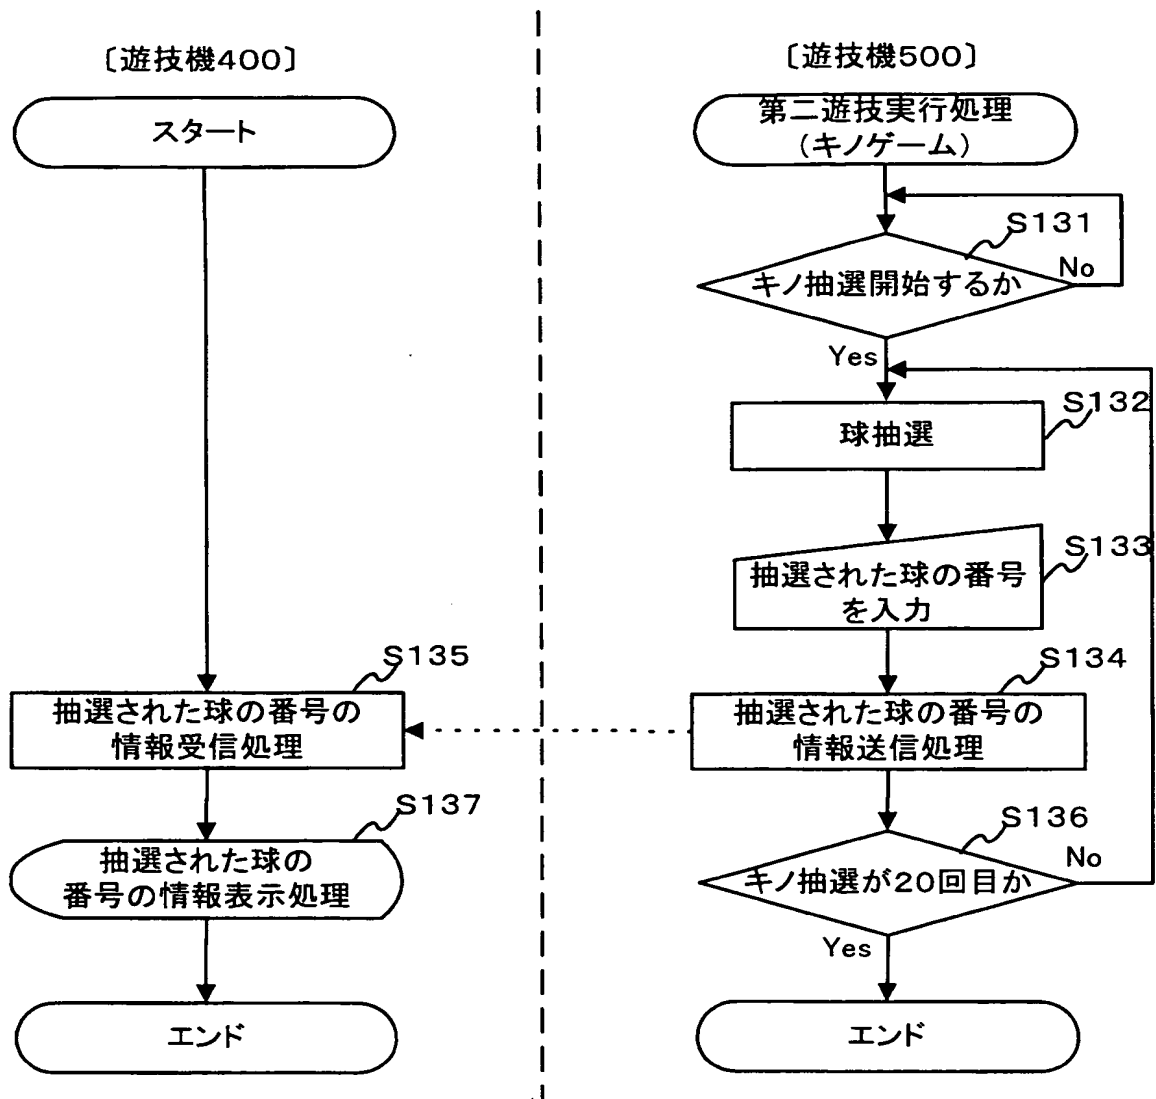 〔遊技機400〕
スタート
S135
抽選された球の番号の
情報受信処理
S137
抽選された球の
番号の情報表示処理
エンド
〔遊技機500〕
第二遊技実行処理
(キノゲーム)
S131
キノ抽選開始するか
No
Yes
S132
球抽選
S133
抽選された球の番号
を入力
S134
抽選された球の番号の
情報送信処理
S136
キノ抽選が20回目か
No
Yes
エンド